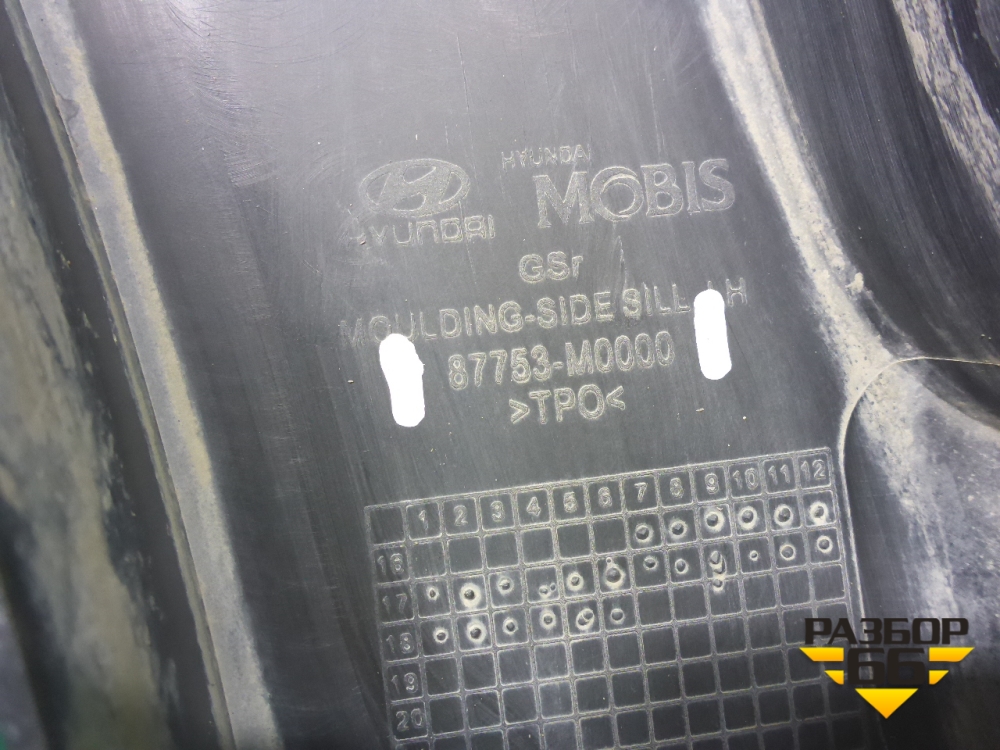 HYUNDAI
HYUNDAI
MOBIS
GSr
MOULDING-SIDE SILL-LH
87753-M0000
>TPO<
1 2 3 4 5 6 7 8 9 10 11 12
16
17
18
19
20
РАЗБОР
66